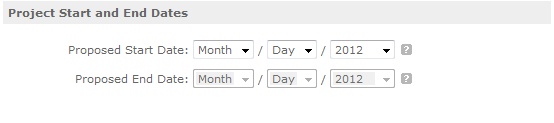 Project Start and End Dates
Proposed Start Date: Month / Day / 2012 ?
Proposed End Date: Month / Day / 2012 ?